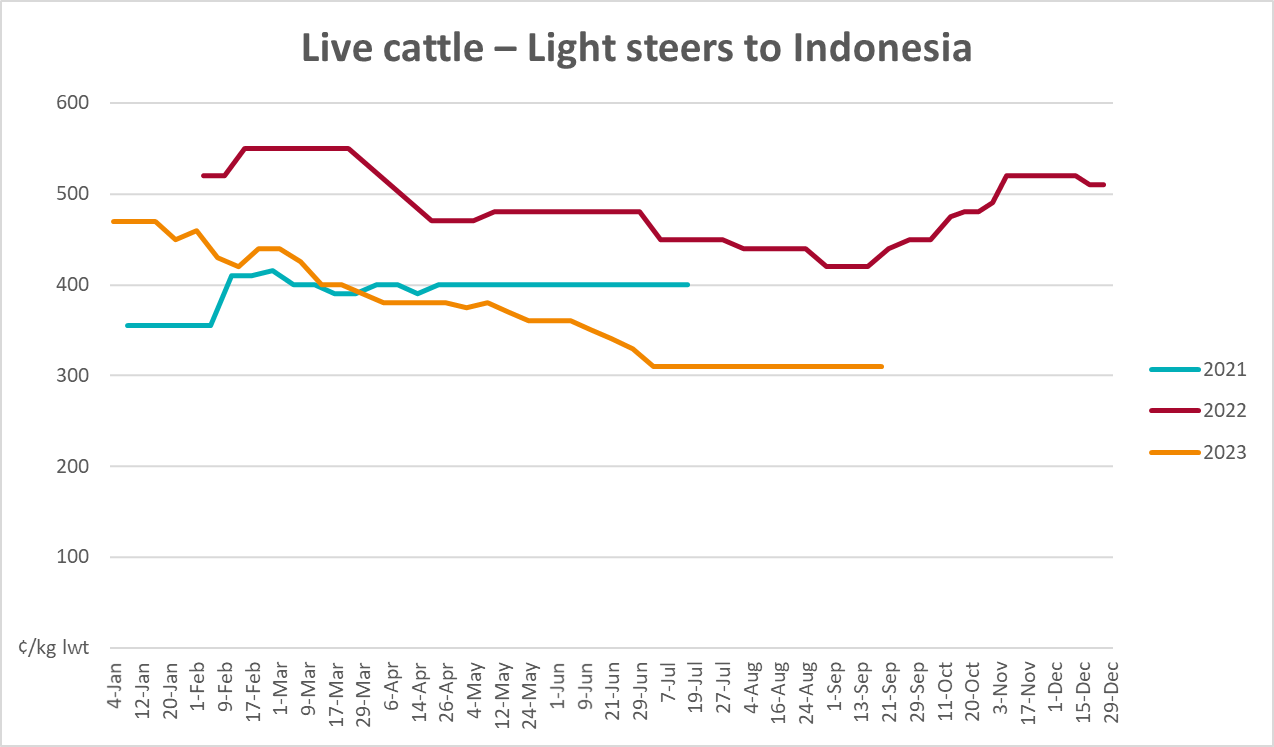 Live cattle – Light steers to Indonesia
600
500
400
300
200
100
¢/kg lwt
4-Jan
12-Jan
20-Jan
1-Feb
9-Feb
17-Feb
1-Mar
9-Mar
17-Mar
29-Mar
6-Apr
14-Apr
26-Apr
4-May
12-May
24-May
1-Jun
9-Jun
21-Jun
29-Jun
7-Jul
19-Jul
27-Jul
4-Aug
16-Aug
24-Aug
1-Sep
13-Sep
21-Sep
29-Sep
11-Oct
20-Oct
3-Nov
17-Nov
1-Dec
15-Dec
29-Dec
2021
2022
2023